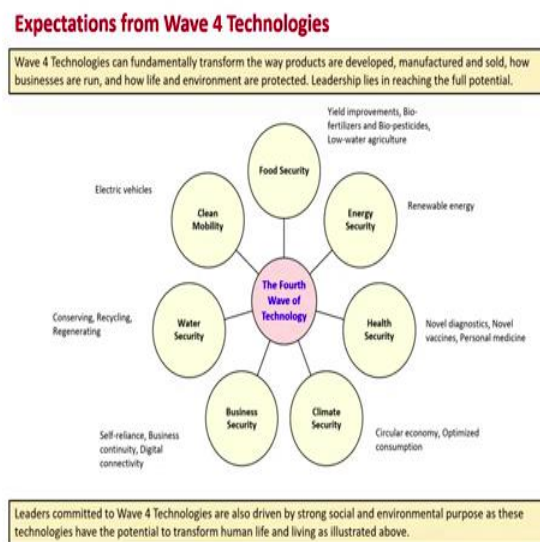 Expectations from Wave 4 Technologies
Wave 4 Technologies can fundamentally transform the way products are developed, manufactured and sold, how
businesses are run, and how life and environment are protected. Leadership lies in reaching the full potential.
Yield improvements, Bio-
fertilizers and Bio-pesticides,
Low-water agriculture
Food Security
Electric vehicles
Clean
Mobility
Energy
Security
Renewable energy
The Fourth
Wave of
Technology
Conserving, Recycling,
Regenerating
Water
Security
Health
Security
Novel diagnostics, Novel
vaccines, Personal medicine
Business
Security
Climate
Security
Self-reliance, Business
continuity, Digital
connectivity
Circular economy, Optimized
consumption
Leaders committed to Wave 4 Technologies are also driven by strong social and environmental purpose as these
technologies have the potential to transform human life and living as illustrated above.